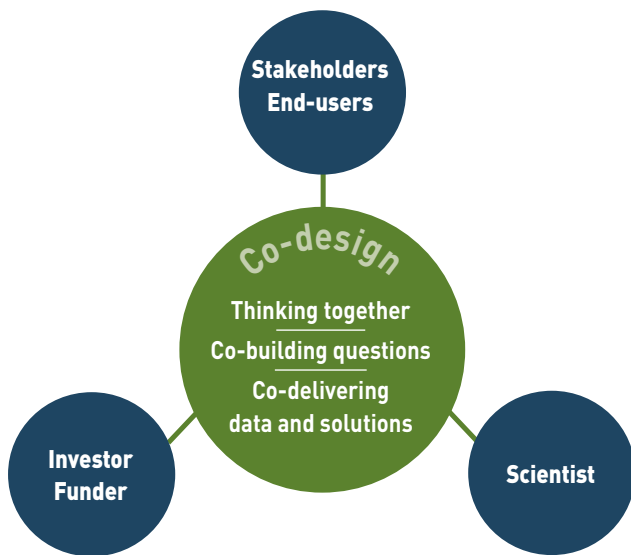 Stakeholders
End-users
Co-design
Thinking together
Co-building questions
Co-delivering
data and solutions
Investor
Funder
Scientist